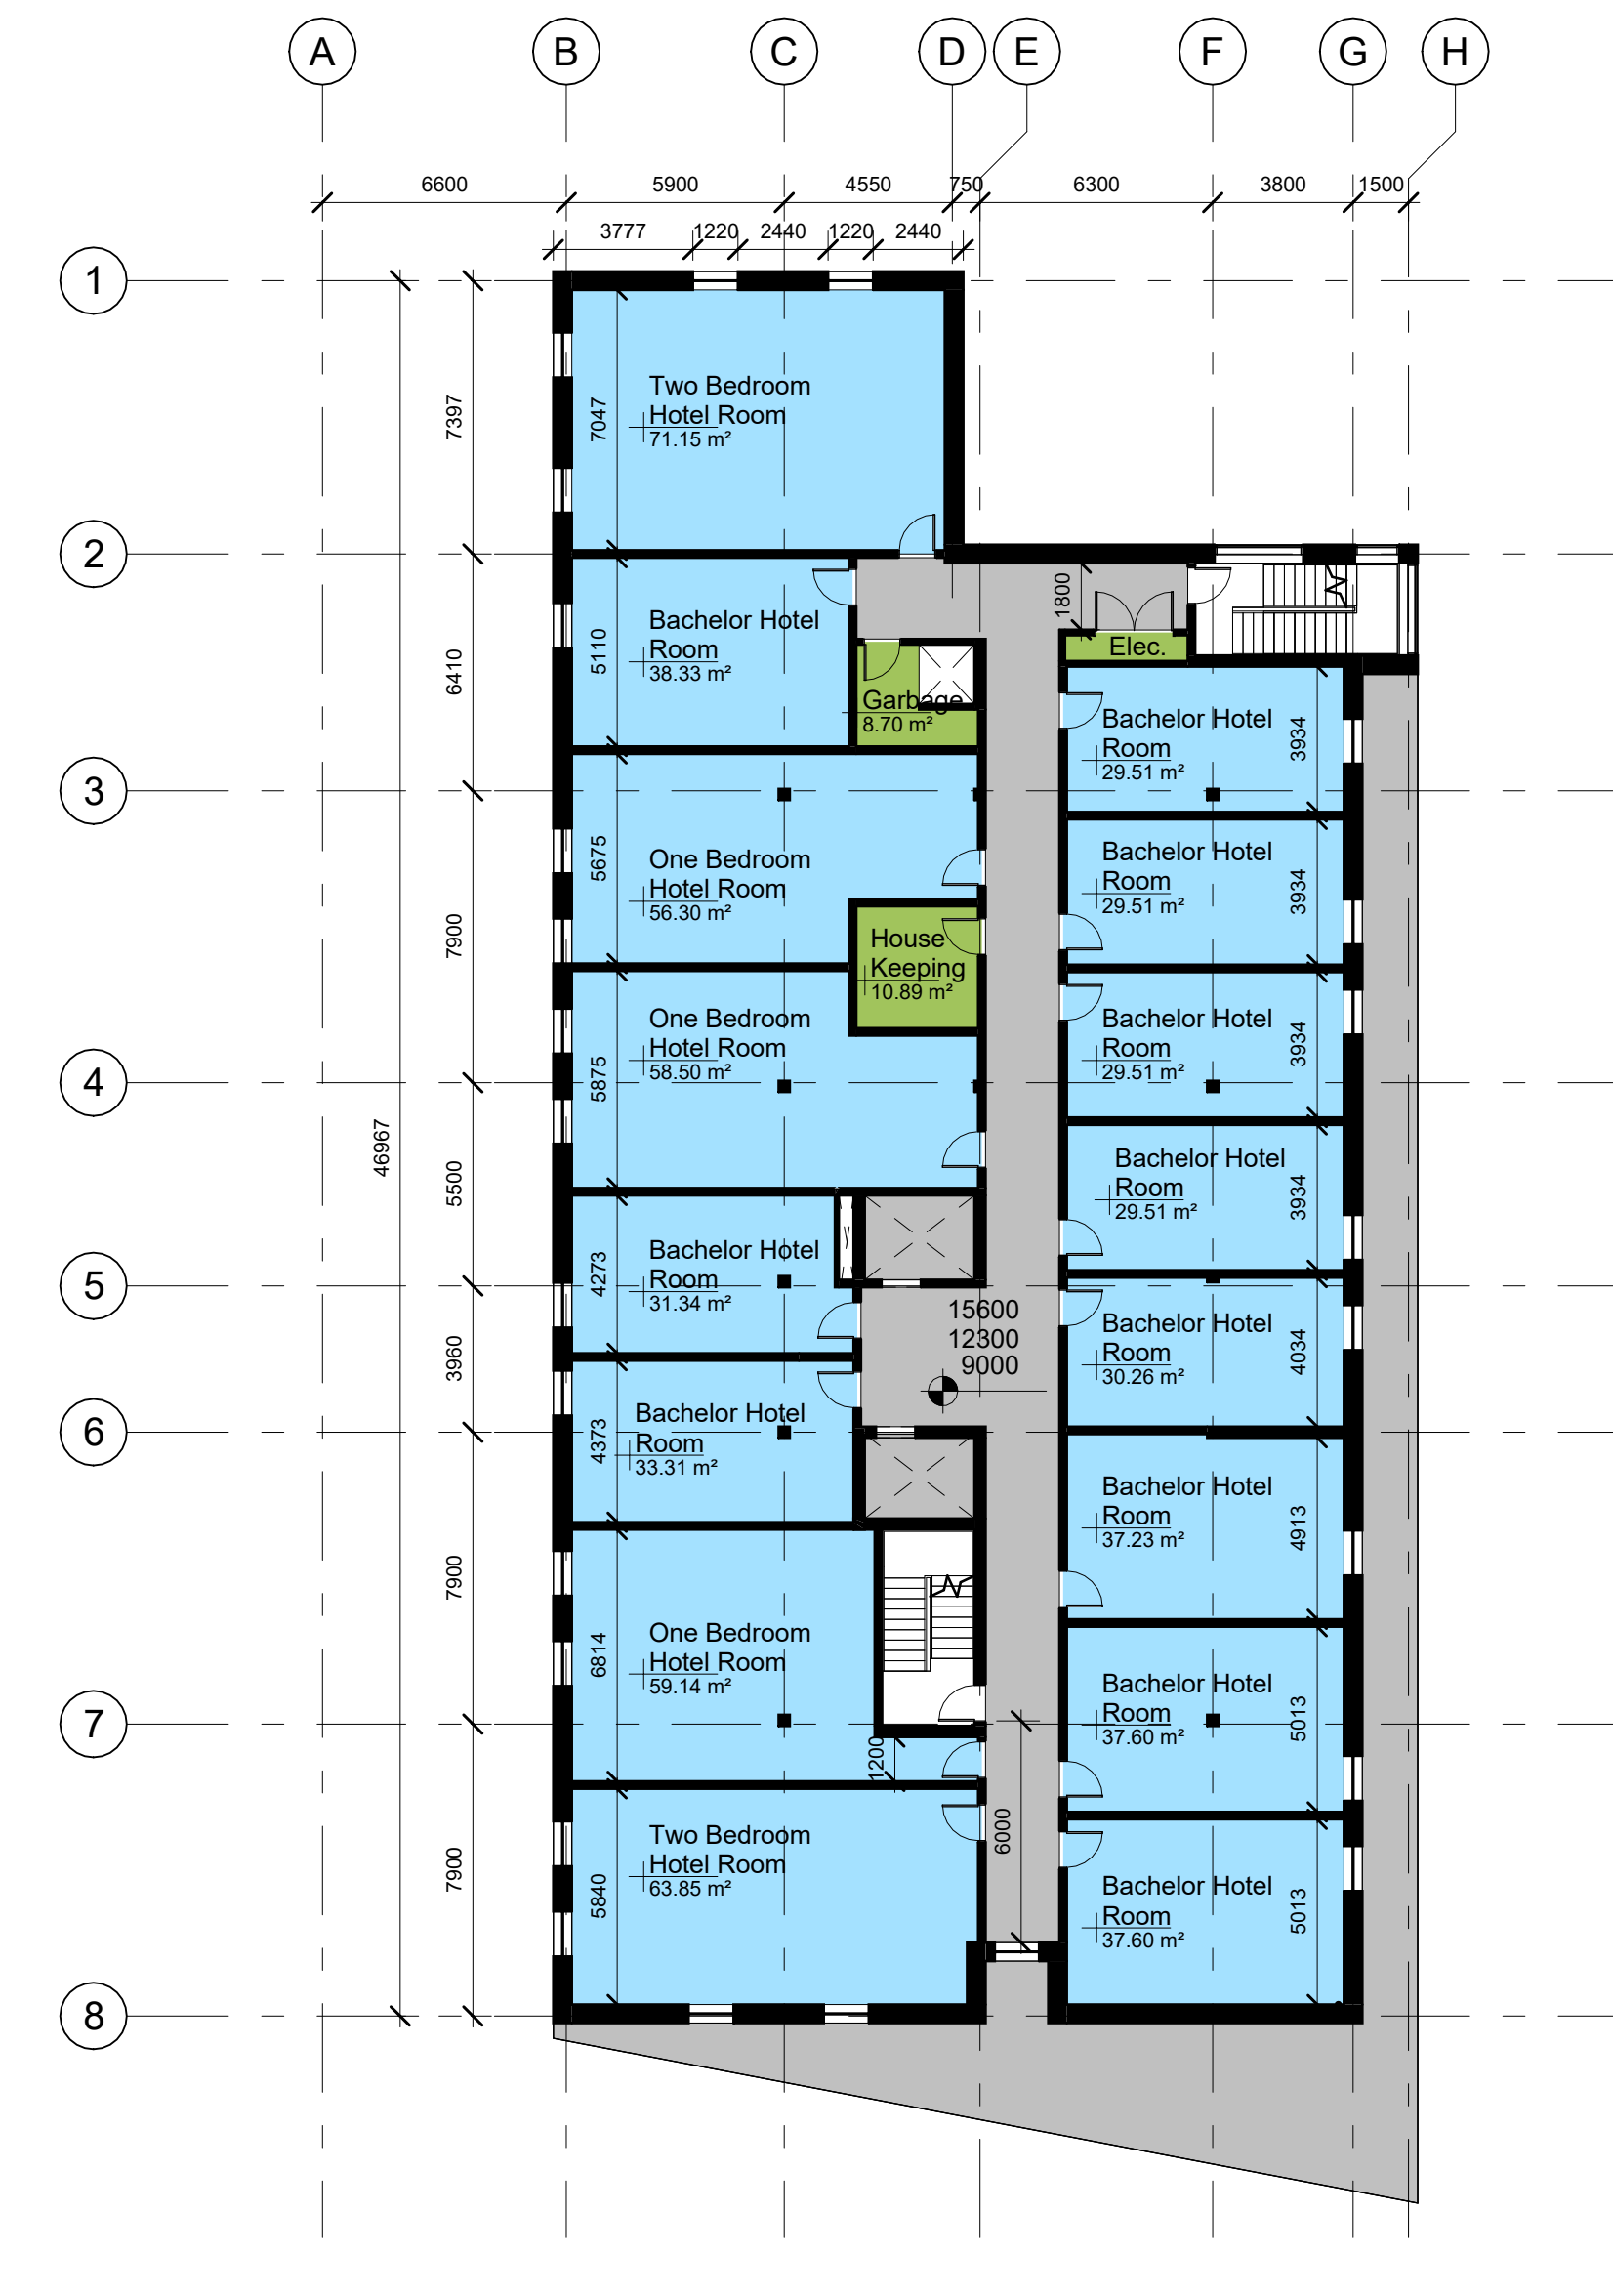 A
B
C
D
E
F
G
H
6600
5900
4550
750
6300
3800
1500
3777
1220
2440
1220
2440
1
2
3
4
5
6
7
8
46967
7397
6410
7900
5500
3960
7900
7900
7047
Two Bedroom
Hotel Room
71.15 m²
5110
Bachelor Hotel
Room
38.33 m²
1800
Elec.
Garbage
8.70 m²
5675
One Bedroom
Hotel Room
56.30 m²
House
Keeping
10.89 m²
5875
One Bedroom
Hotel Room
58.50 m²
4273
Bachelor Hotel
Room
31.34 m²
15600
12300
9000
4373
Bachelor Hotel
Room
33.31 m²
6814
One Bedroom
Hotel Room
59.14 m²
1200
6000
5840
Two Bedroom
Hotel Room
63.85 m²
Bachelor Hotel
Room
29.51 m²
3934
Bachelor Hotel
Room
29.51 m²
3934
Bachelor Hotel
Room
29.51 m²
3934
Bachelor Hotel
Room
29.51 m²
3934
Bachelor Hotel
Room
30.26 m²
4034
Bachelor Hotel
Room
37.23 m²
4913
Bachelor Hotel
Room
37.60 m²
5013
Bachelor Hotel
Room
37.60 m²
5013